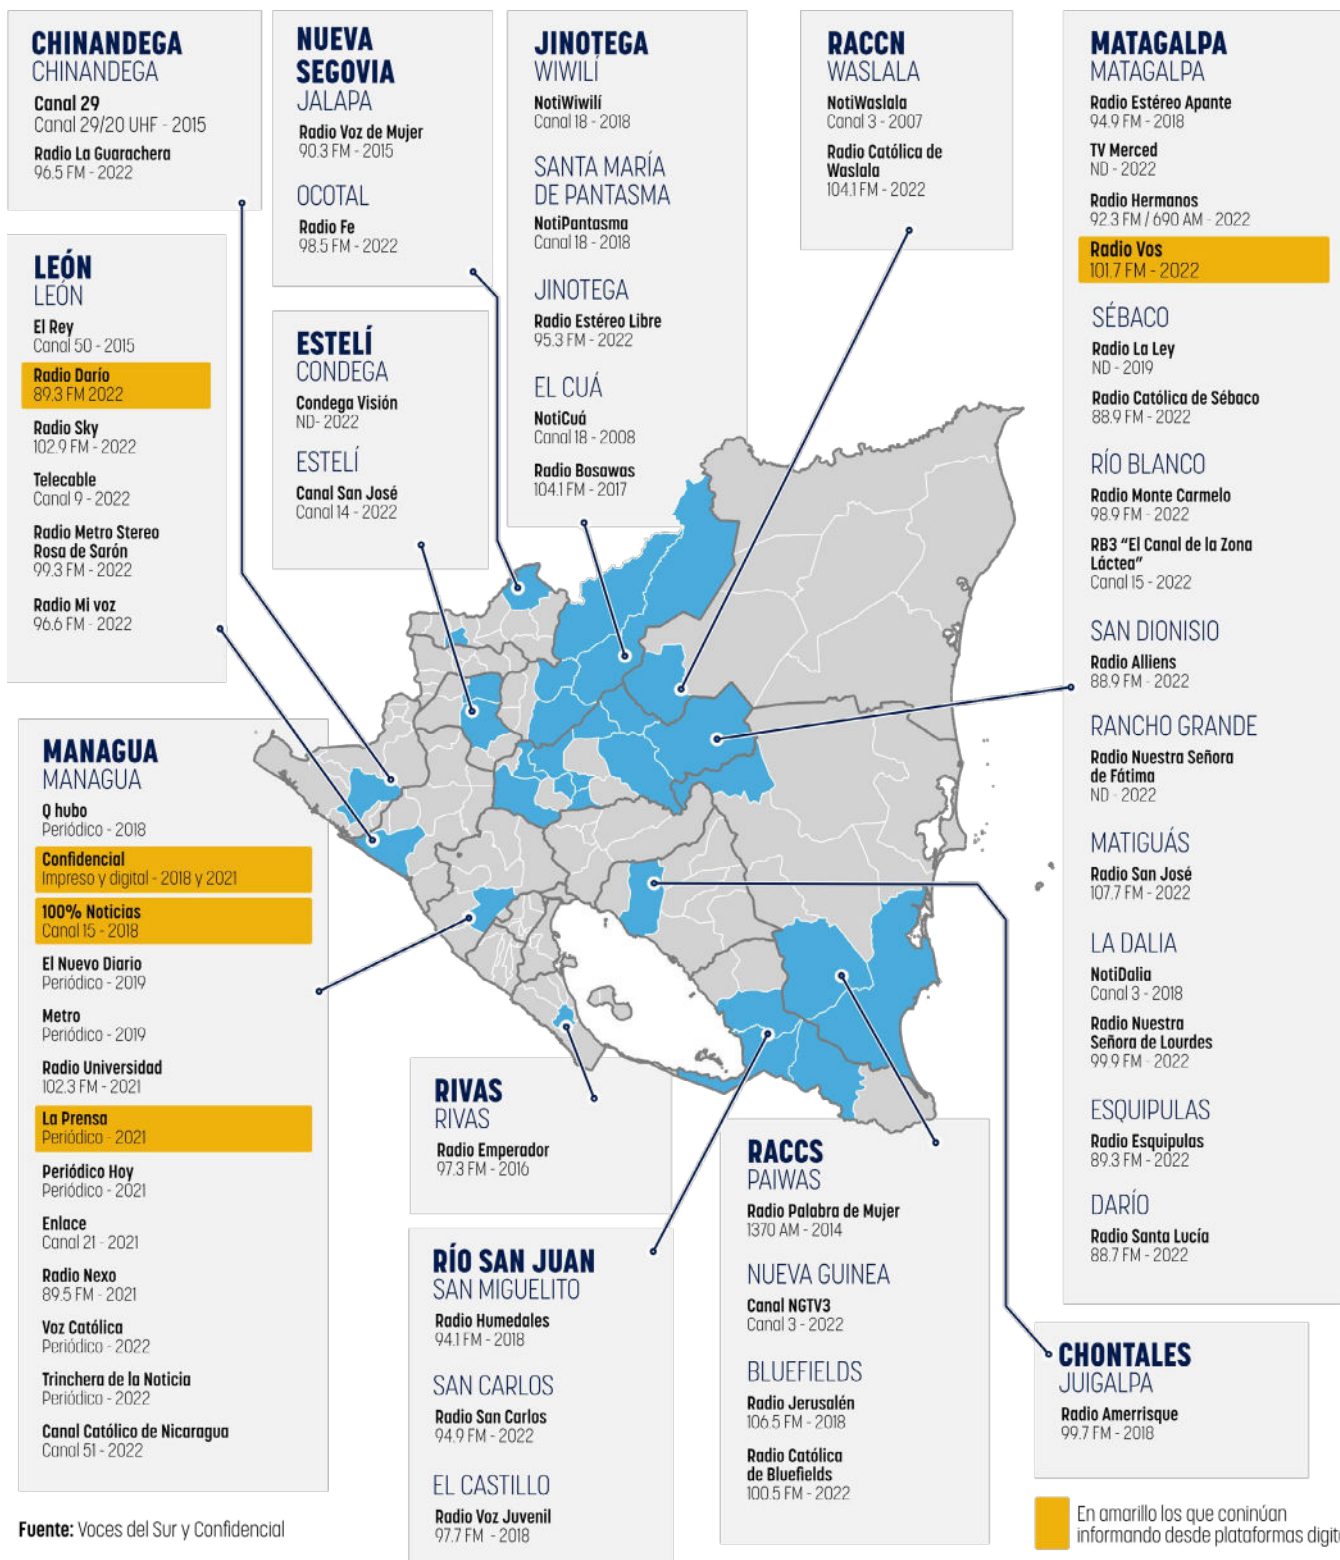 CHINANDEGA
CHINANDEGA
Canal 29
Canal 29/20 UHF - 2015
Radio La Guarachera
96.5 FM - 2022
LEÓN
LEÓN
El Rey
Canal 50 - 2015
Radio Darío
89.3 FM 2022
Radio Sky
102.9 FM - 2022
Telecable
Canal 9 - 2022
Radio Metro Stereo
Rosa de Sarón
99.3 FM - 2022
Radio Mi voz
96.6 FM - 2022
MANAGUA
MANAGUA
Q hubo
Periódico - 2018
Confidencial
Impreso y digital - 2018 y 2021
100% Noticias
Canal 15 - 2018
El Nuevo Diario
Periódico - 2019
Metro
Periódico - 2019
Radio Universidad
102.3 FM - 2021
La Prensa
Periódico - 2021
Periódico Hoy
Periódico - 2021
Enlace
Canal 21 - 2021
Radio Nexo
89.5 FM - 2021
Voz Católica
Periódico - 2022
Trinchera de la Noticia
Periódico - 2022
Canal Católico de Nicaragua
Canal 51 - 2022
NUEVA
SEGOVIA
JALAPA
Radio Voz de Mujer
90.3 FM - 2015
OCOTAL
Radio Fe
98.5 FM - 2022
ESTELÍ
CONDEGA
Condega Visión
ND- 2022
ESTELÍ
Canal San José
Canal 14 - 2022
JINOTEGA
WIWILÍ
NotiWiwilí
Canal 18 - 2018
SANTA MARÍA
DE PANTASMA
NotiPantasma
Canal 18 - 2018
JINOTEGA
Radio Estéreo Libre
95.3 FM - 2022
EL CUÁ
NotiCuá
Canal 18 - 2008
Radio Bosawas
104.1 FM - 2017
RACCN
WASLALA
NotiWaslala
Canal 3 - 2007
Radio Católica de
Waslala
104.1 FM - 2022
MATAGALPA
MATAGALPA
Radio Estéreo Apante
94.9 FM - 2018
TV Merced
ND - 2022
Radio Hermanos
92.3 FM / 690 AM - 2022
Radio Vos
101.7 FM - 2022
SÉBACO
Radio La Ley
ND - 2019
Radio Católica de Sébaco
88.9 FM - 2022
RÍO BLANCO
Radio Monte Carmelo
98.9 FM - 2022
RB3 “El Canal de la Zona
Láctea”
Canal 15 - 2022
SAN DIONISIO
Radio Alliens
88.9 FM - 2022
RANCHO GRANDE
Radio Nuestra Señora
de Fátima
ND - 2022
MATIGUÁS
Radio San José
107.7 FM - 2022
LA DALIA
NotiDalia
Canal 3 - 2018
Radio Nuestra
Señora de Lourdes
99.9 FM - 2022
ESQUIPULAS
Radio Esquipulas
89.3 FM - 2022
DARÍO
Radio Santa Lucía
88.7 FM - 2022
RIVAS
RIVAS
Radio Emperador
97.3 FM - 2016
RÍO SAN JUAN
SAN MIGUELITO
Radio Humedales
94.1 FM - 2018
SAN CARLOS
Radio San Carlos
94.9 FM - 2022
EL CASTILLO
Radio Voz Juvenil
97.7 FM - 2018
RACCS
PAIWAS
Radio Palabra de Mujer
1370 AM - 2014
NUEVA GUINEA
Canal NGTV3
Canal 3 - 2022
BLUEFIELDS
Radio Jerusalén
106.5 FM - 2018
Radio Católica
de Bluefields
100.5 FM - 2022
CHONTALES
JUIGALPA
Radio Amerrisque
99.7 FM - 2018
Fuente: Voces del Sur y Confidencial
En amarillo los que coninúan
informando desde plataformas digit